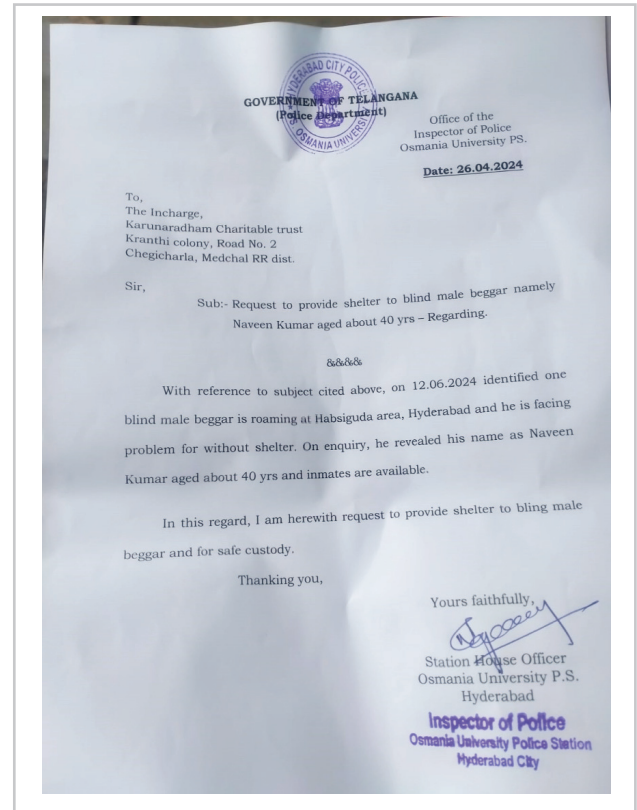 HYDERABAD CITY POLICE
OSMANIA UNIVERSITY
GOVERNMENT OF TELANGANA
(Police Department)
Office of the
Inspector of Police
Osmania University PS.
Date: 26.04.2024
To,
The Incharge,
Karunaradham Charitable trust
Kranthi colony, Road No. 2
Chegicharla, Medchal RR dist.
Sir,
Sub:- Request to provide shelter to blind male beggar namely
Naveen Kumar aged about 40 yrs – Regarding.
&&&&
With reference to subject cited above, on 12.06.2024 identified one
blind male beggar is roaming at Habsiguda area, Hyderabad and he is facing
problem for without shelter. On enquiry, he revealed his name as Naveen
Kumar aged about 40 yrs and inmates are available.
In this regard, I am herewith request to provide shelter to bling male
beggar and for safe custody.
Thanking you,
Yours faithfully,
Station House Officer
Osmania University P.S.
Hyderabad
Inspector of Police
Osmania University Police Station
Hyderabad City